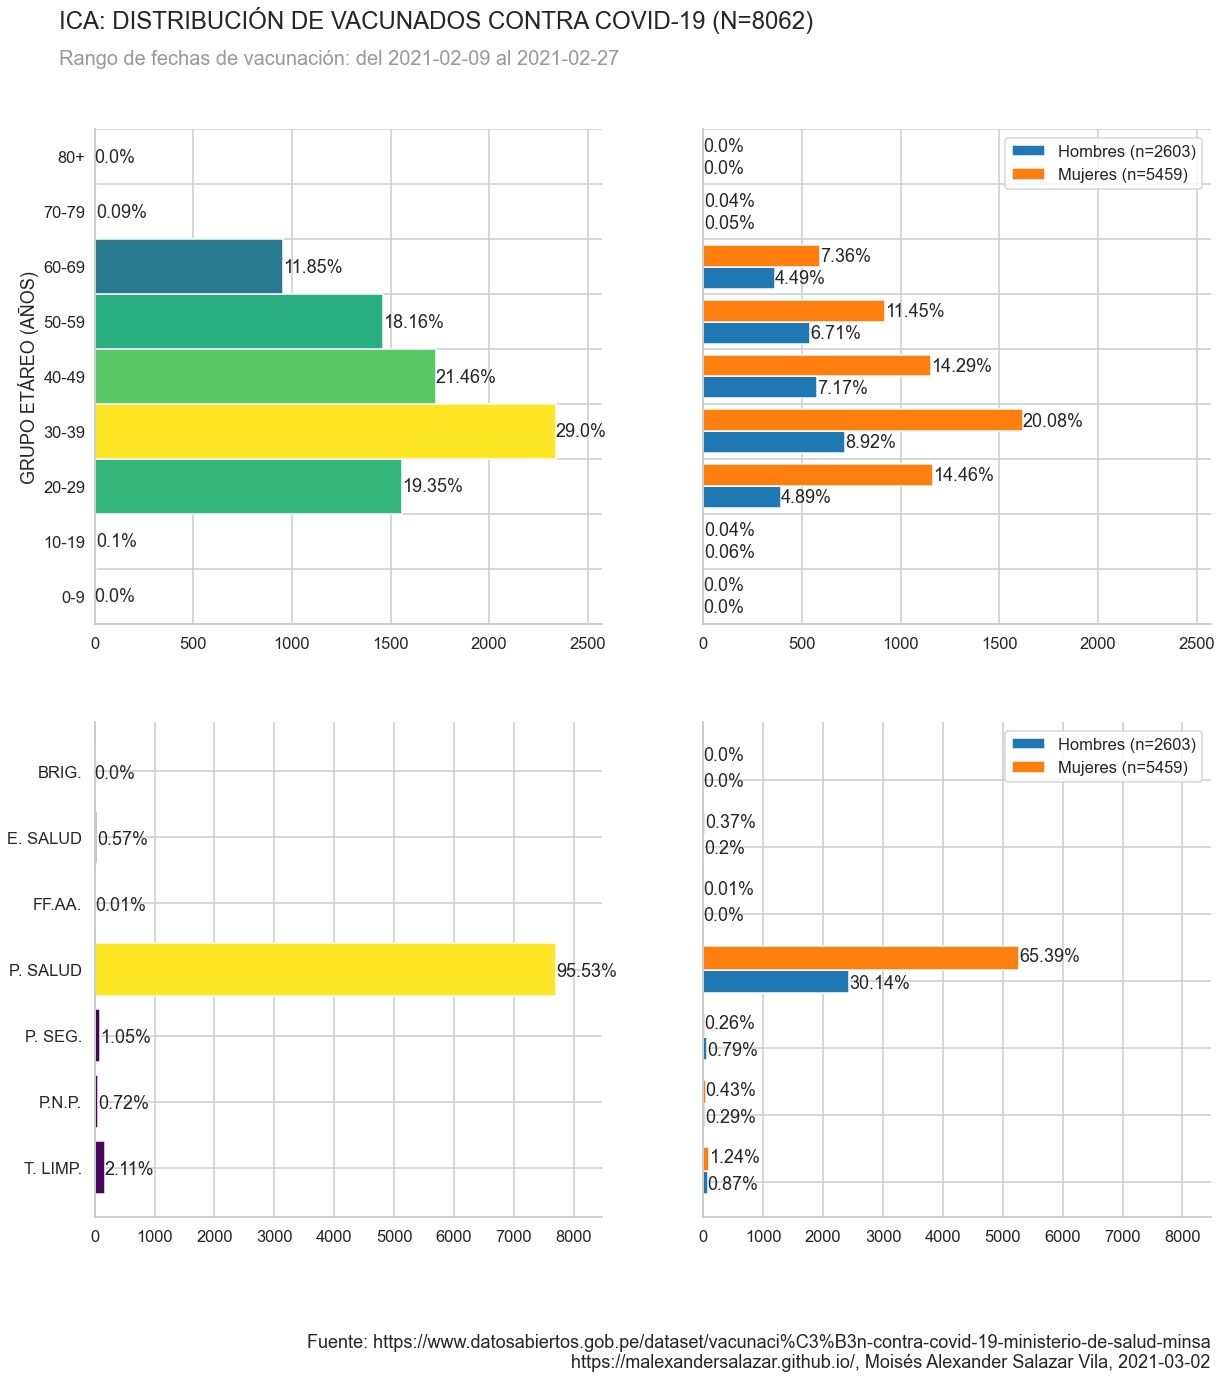 ICA: DISTRIBUCIÓN DE VACUNADOS CONTRA COVID-19 (N=8062)
Rango de fechas de vacunación: del 2021-02-09 al 2021-02-27
GRUPO ETÁREO (AÑOS)
80+ 0.0%
70-79 0.09%
60-69 11.85%
50-59 18.16%
40-49 21.46%
30-39 29.0%
20-29 19.35%
10-19 0.1%
0-9 0.0%
0 500 1000 1500 2000 2500
Hombres (n=2603)
Mujeres (n=5459)
0.0%
0.0%
0.04%
0.05%
7.36%
4.49%
11.45%
6.71%
14.29%
7.17%
20.08%
8.92%
14.46%
4.89%
0.04%
0.06%
0.0%
0.0%
0 500 1000 1500 2000 2500
BRIG. 0.0%
E. SALUD 0.57%
FF.AA. 0.01%
P. SALUD 95.53%
P. SEG. 1.05%
P.N.P. 0.72%
T. LIMP. 2.11%
0 1000 2000 3000 4000 5000 6000 7000 8000
Hombres (n=2603)
Mujeres (n=5459)
0.0%
0.0%
0.37%
0.2%
0.01%
0.0%
65.39%
30.14%
0.26%
0.79%
0.43%
0.29%
1.24%
0.87%
0 1000 2000 3000 4000 5000 6000 7000 8000
Fuente: https://www.datosabiertos.gob.pe/dataset/vacunaci%C3%B3n-contra-covid-19-ministerio-de-salud-minsa
https://malexandersalazar.github.io/, Moisés Alexander Salazar Vila, 2021-03-02